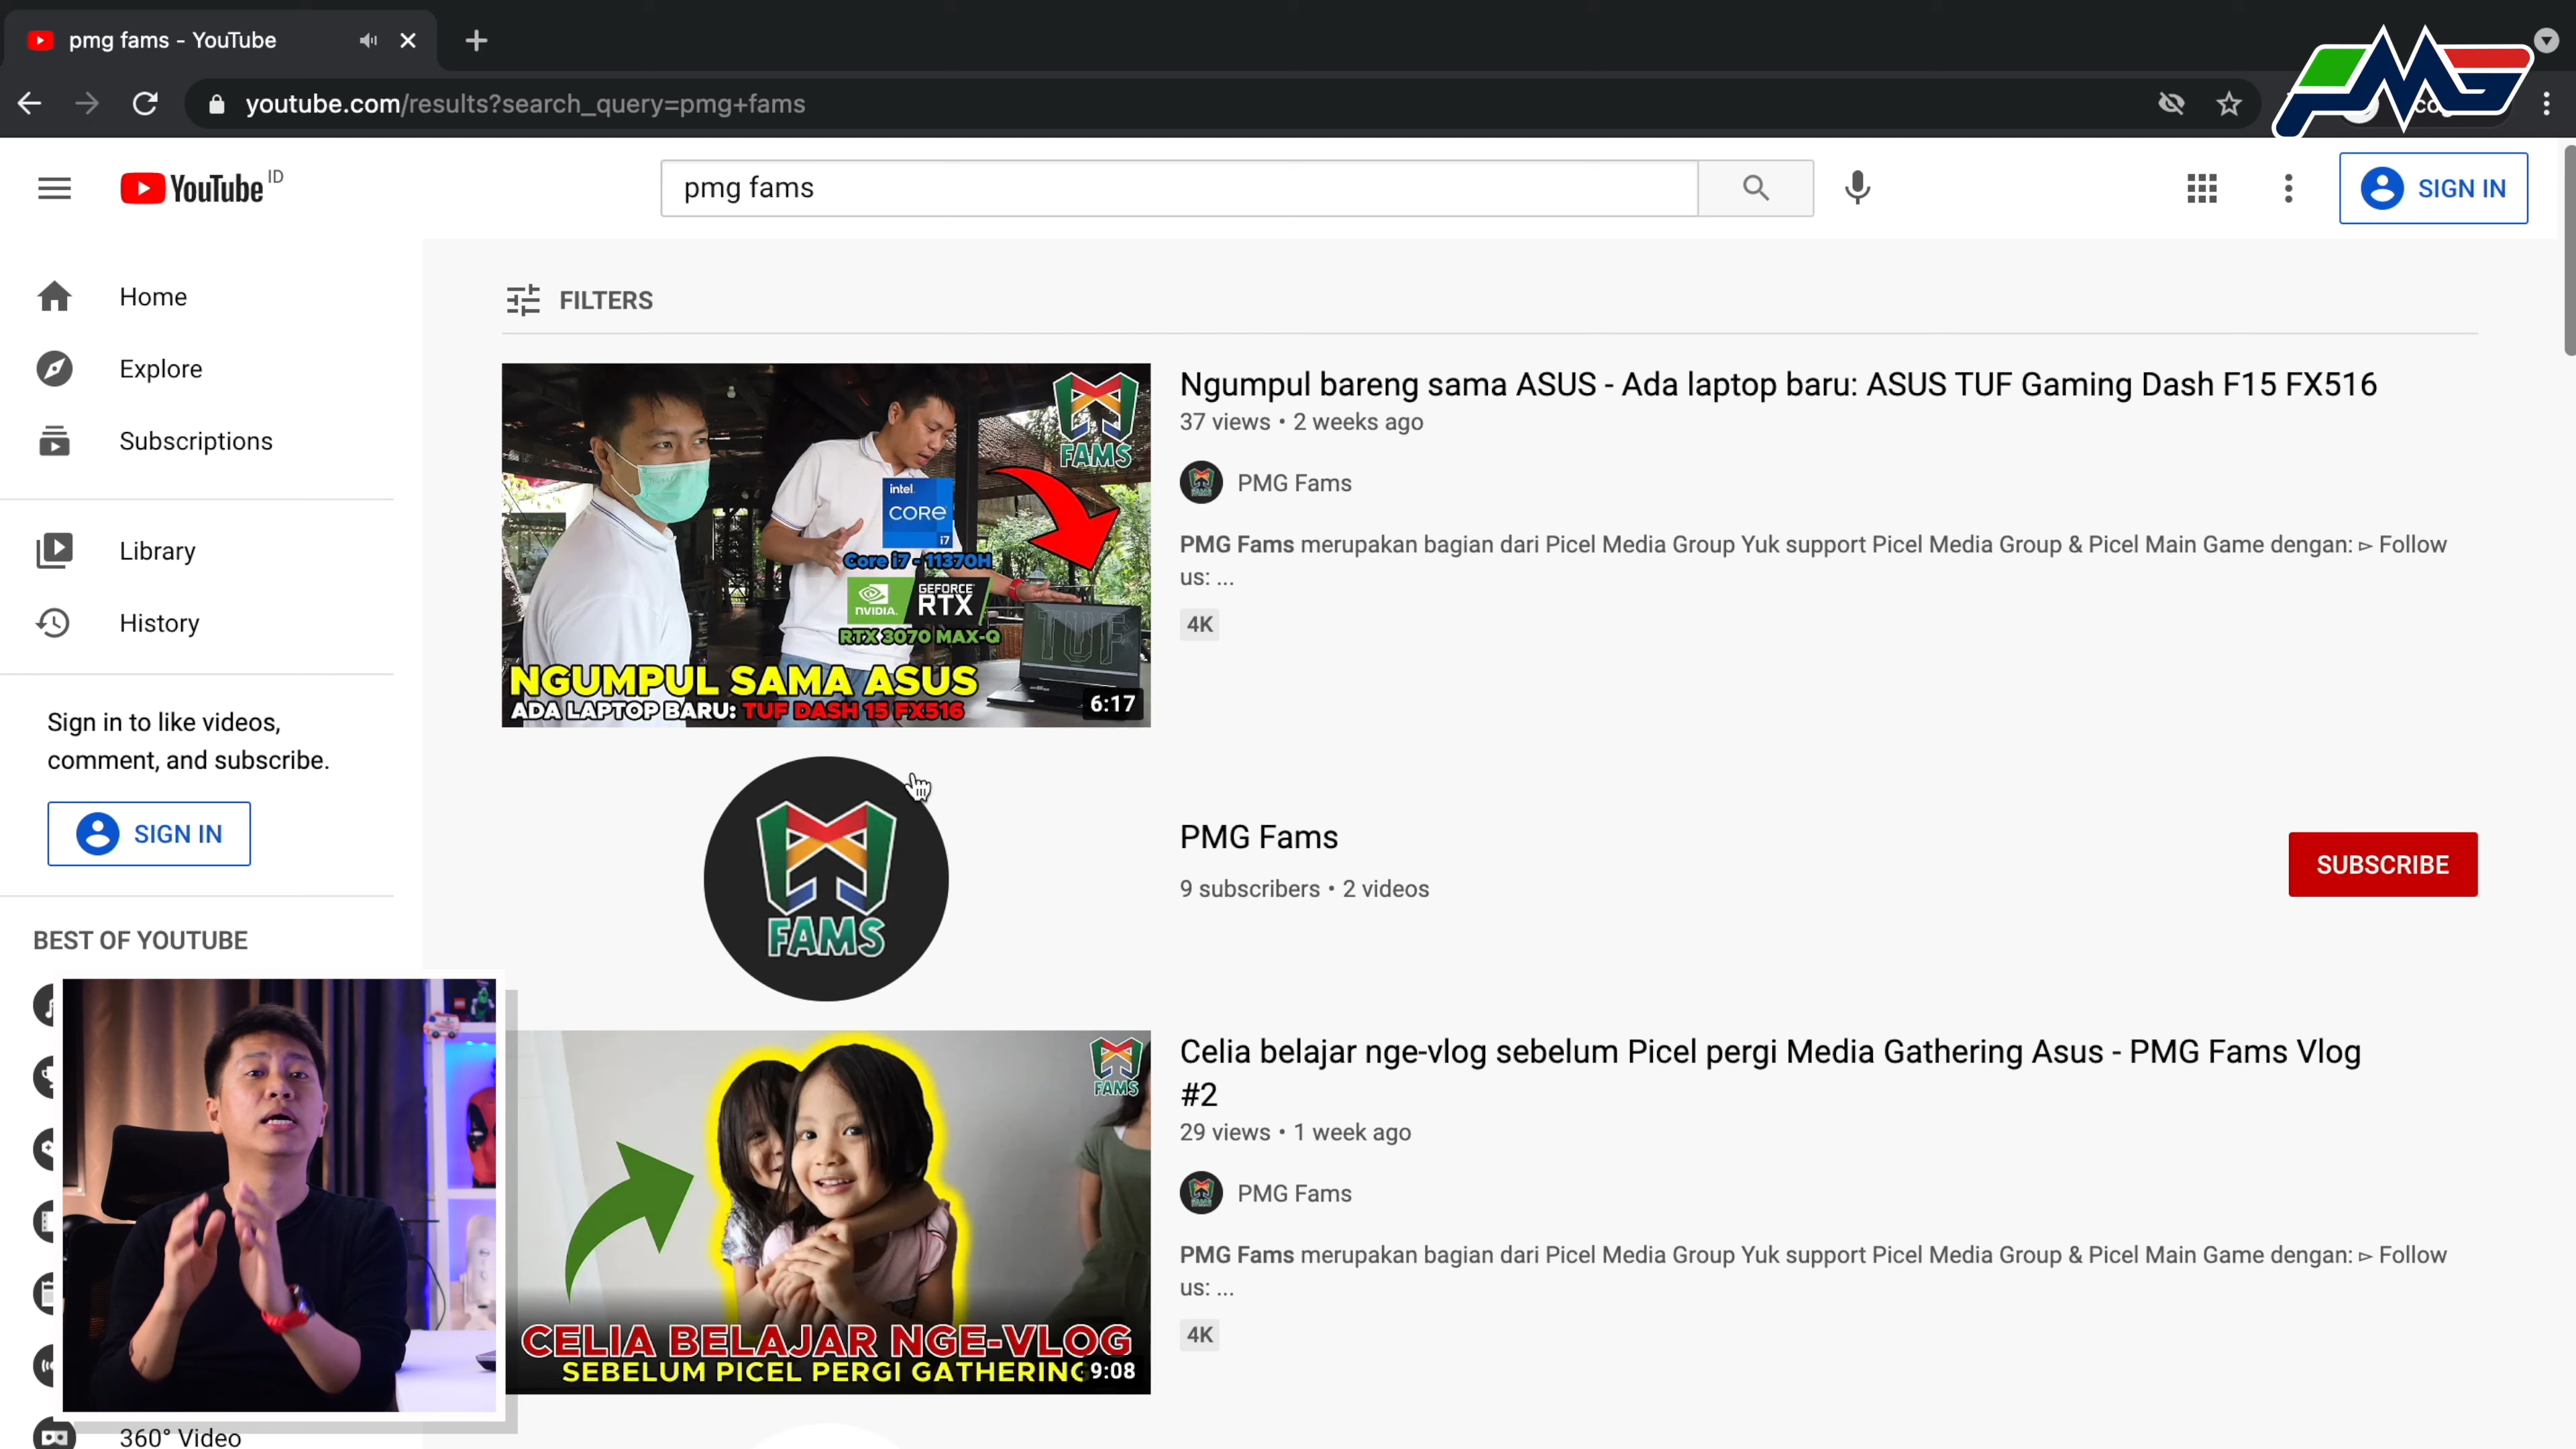 pmg fams - YouTube
youtube.com/results?search_query=pmg+fams
PMG
YouTube ID
pmg fams
SIGN IN
Home
Explore
Subscriptions
Library
History
Sign in to like videos,
comment, and subscribe.
SIGN IN
BEST OF YOUTUBE
360° Video
FILTERS
FAMS
intel.
CORE
i7
Core i7 - 11370H
NVIDIA.
GEFORCE
RTX
RTX 3070 MAX-Q
TUF
NGUMPUL SAMA ASUS
ADA LAPTOP BARU: TUF DASH 15 FX516
6:17
Ngumpul bareng sama ASUS - Ada laptop baru: ASUS TUF Gaming Dash F15 FX516
37 views • 2 weeks ago
PMG Fams
PMG Fams merupakan bagian dari Picel Media Group Yuk support Picel Media Group & Picel Main Game dengan: ▻ Follow
us: ...
4K
FAMS
PMG Fams
9 subscribers • 2 videos
SUBSCRIBE
FAMS
CELIA BELAJAR NGE-VLOG
SEBELUM PICEL PERGI GATHERING
9:08
Celia belajar nge-vlog sebelum Picel pergi Media Gathering Asus - PMG Fams Vlog
#2
29 views • 1 week ago
PMG Fams
PMG Fams merupakan bagian dari Picel Media Group Yuk support Picel Media Group & Picel Main Game dengan: ▻ Follow
us: ...
4K